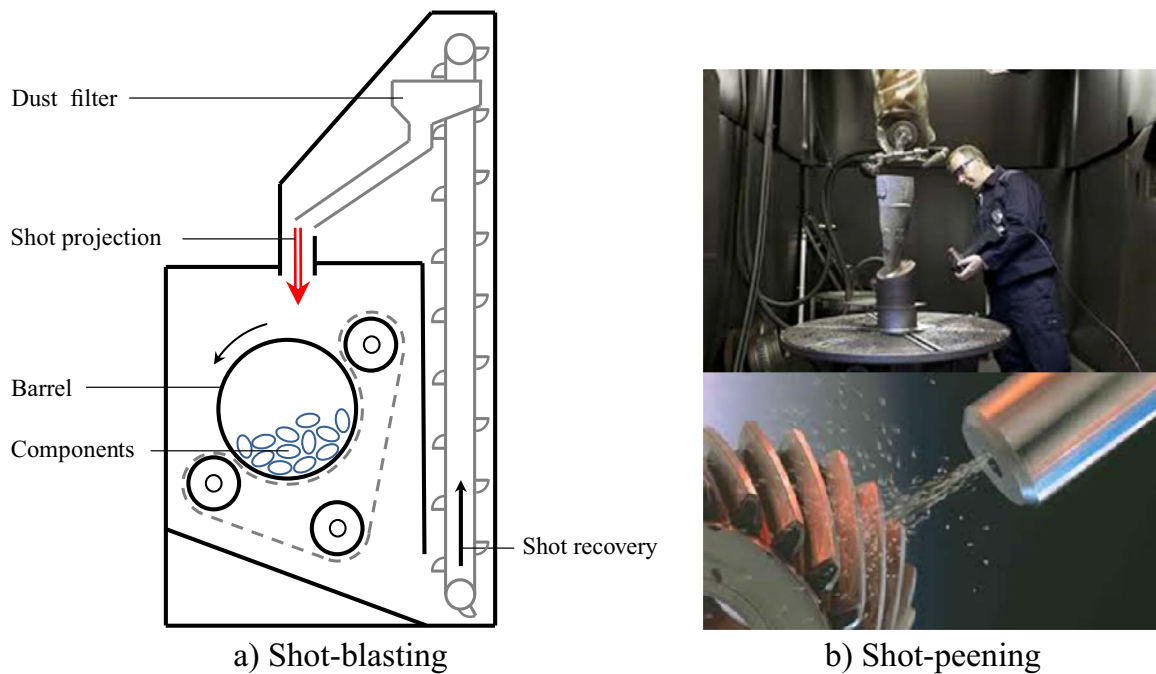 Dust filter
Shot projection
Barrel
Components
Shot recovery
a) Shot-blasting
b) Shot-peening